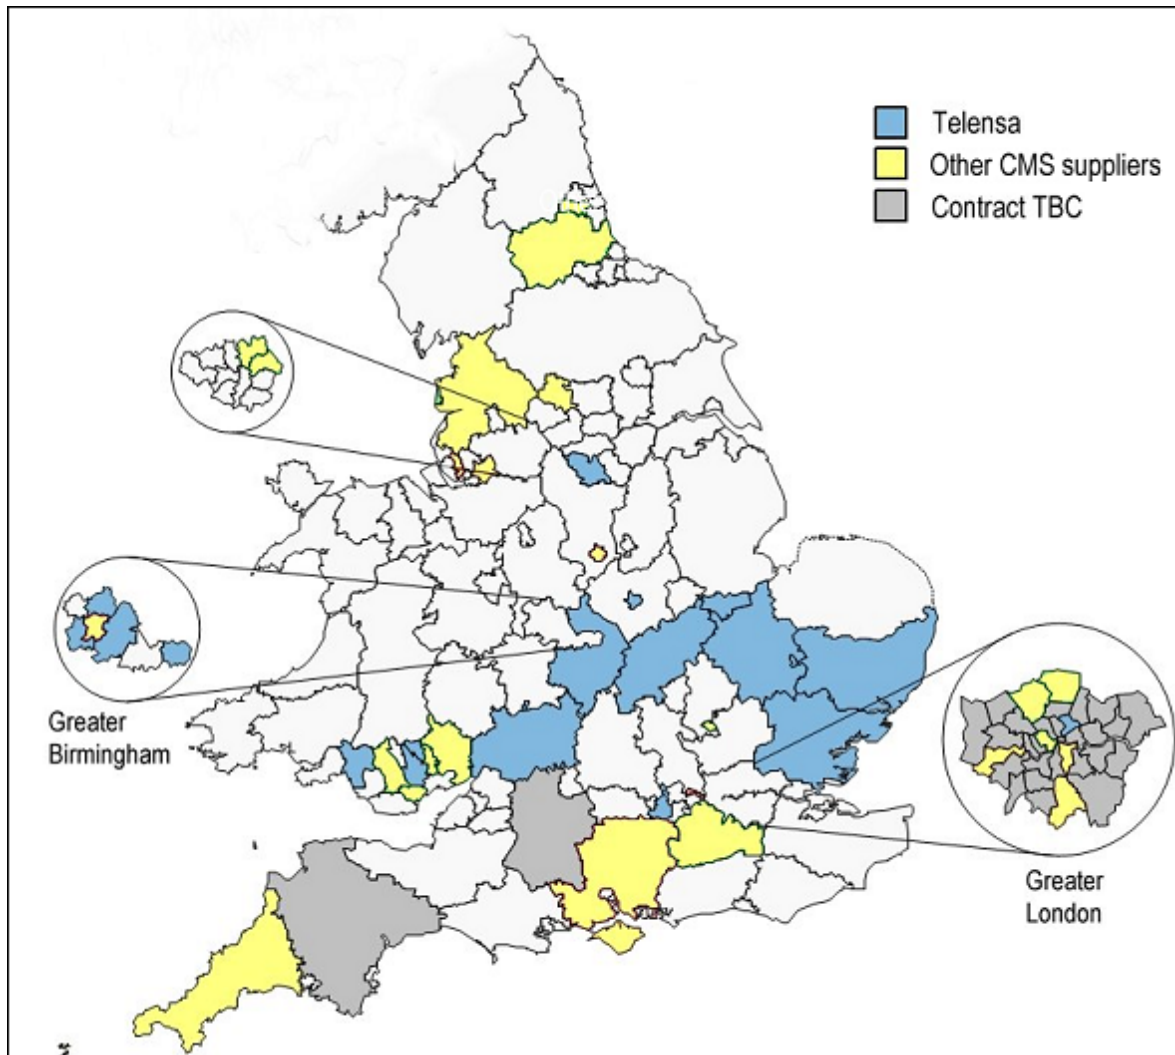 Telensa
Other CMS suppliers
Contract TBC
Greater
Birmingham
Greater
London